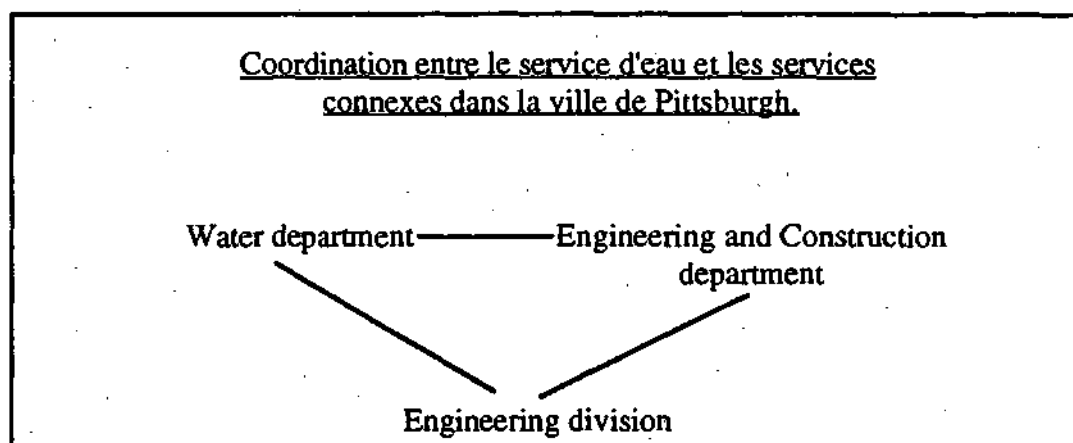 Coordination entre le service d'eau et les services
connexes dans la ville de Pittsburgh.
Water department Engineering and Construction
department
Engineering division